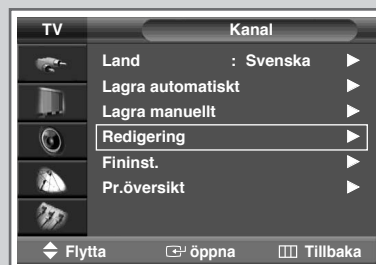 TV Kanal
Land : Svenska
Lagra automatiskt
Lagra manuellt
Redigering
Fininst.
Pr.översikt
Flytta öppna Tillbaka